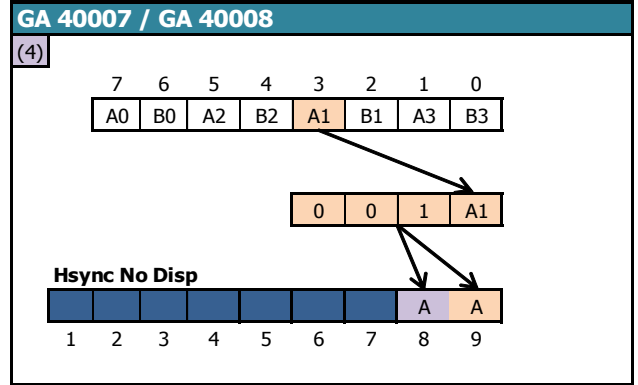 GA 40007 / GA 40008
(4)
7 6 5 4 3 2 1 0
A0 B0 A2 B2 A1 B1 A3 B3
0 0 1 A1
Hsync No Disp
A A
1 2 3 4 5 6 7 8 9